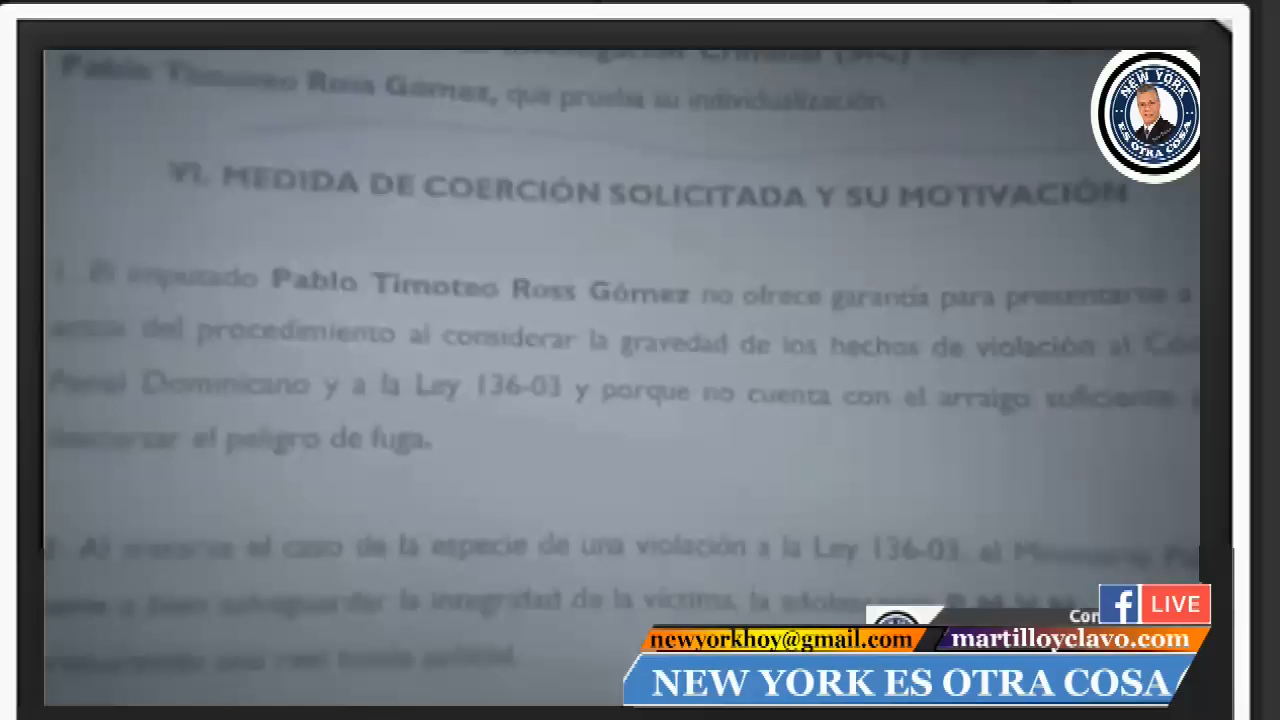 Pablo Timoteo Ross Gómez, que prueba su individualización.
VI. MEDIDA DE COERCIÓN SOLICITADA Y SU MOTIVACIÓN
1. El imputado Pablo Timoteo Ross Gómez no ofrece garantía para presentarse a
actos del procedimiento al considerar la gravedad de los hechos de violación al
Penal Dominicano y a la Ley 136-03 y porque no cuenta con el arraigo suficiente
descartar el peligro de fuga.
el caso de la especie de una violación a la Ley 136-03, el Ministerio
a bien salvaguardar la integridad de la víctima, la adolescente
NEW YORK
ES OTRA COSA
Con
LIVE
newyorkhoy@gmail.com martilloyclavo.com
NEW YORK ES OTRA COSA